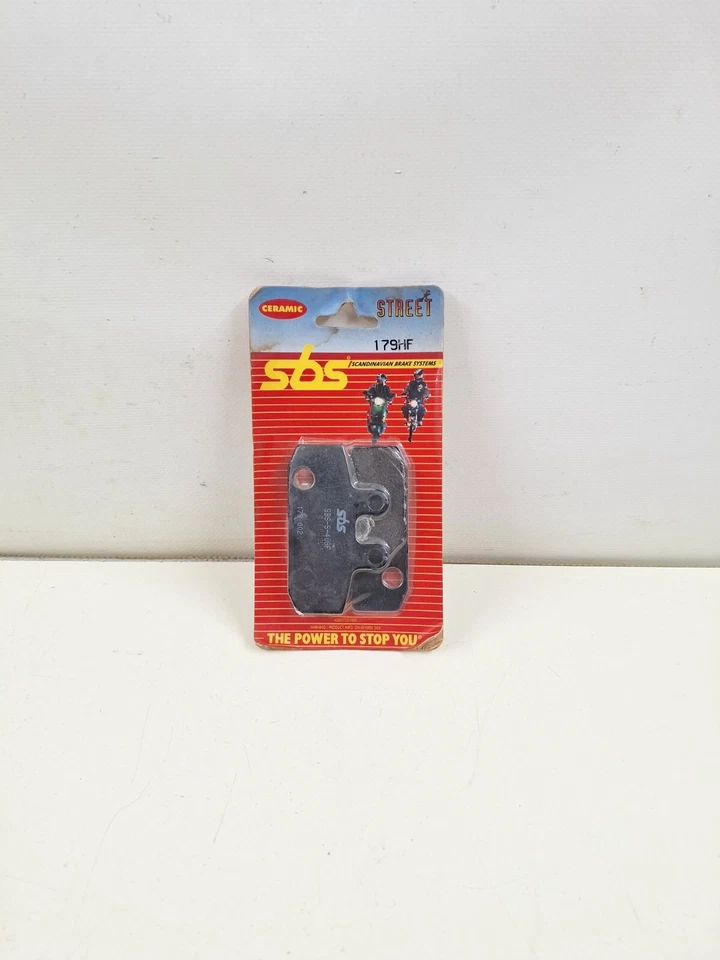 CERAMIC
STREET
179HF
sbs®
SCANDINAVIAN BRAKE SYSTEMS
sbs
THE POWER TO STOP YOU